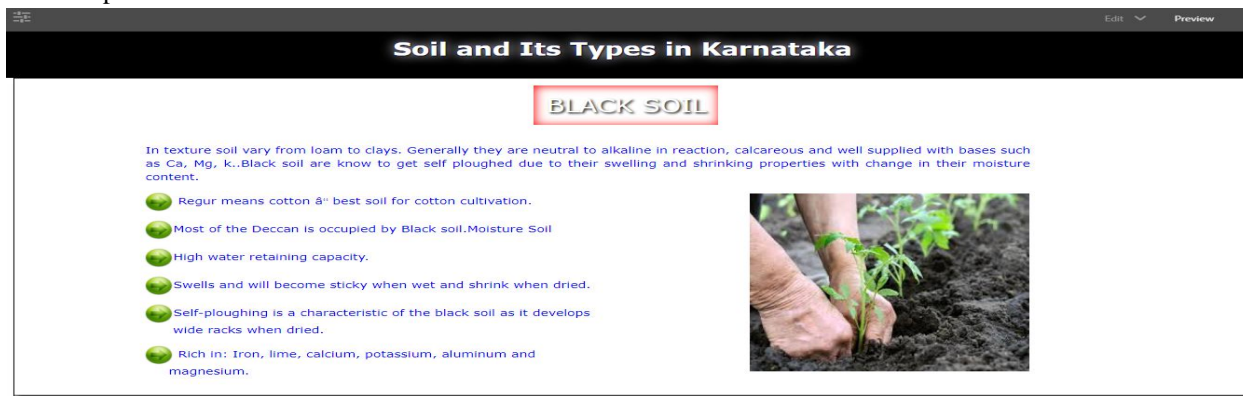 Edit Preview
Soil and Its Types in Karnataka
BLACK SOIL
In texture soil vary from loam to clays. Generally they are neutral to alkaline in reaction, calcareous and well supplied with bases such
as Ca, Mg, k..Black soil are know to get self ploughed due to their swelling and shrinking properties with change in their moisture
content.
Regur means cotton â" best soil for cotton cultivation.
Most of the Deccan is occupied by Black soil.Moisture Soil
High water retaining capacity.
Swells and will become sticky when wet and shrink when dried.
Self-ploughing is a characteristic of the black soil as it develops
wide racks when dried.
Rich in: Iron, lime, calcium, potassium, aluminum and
magnesium.